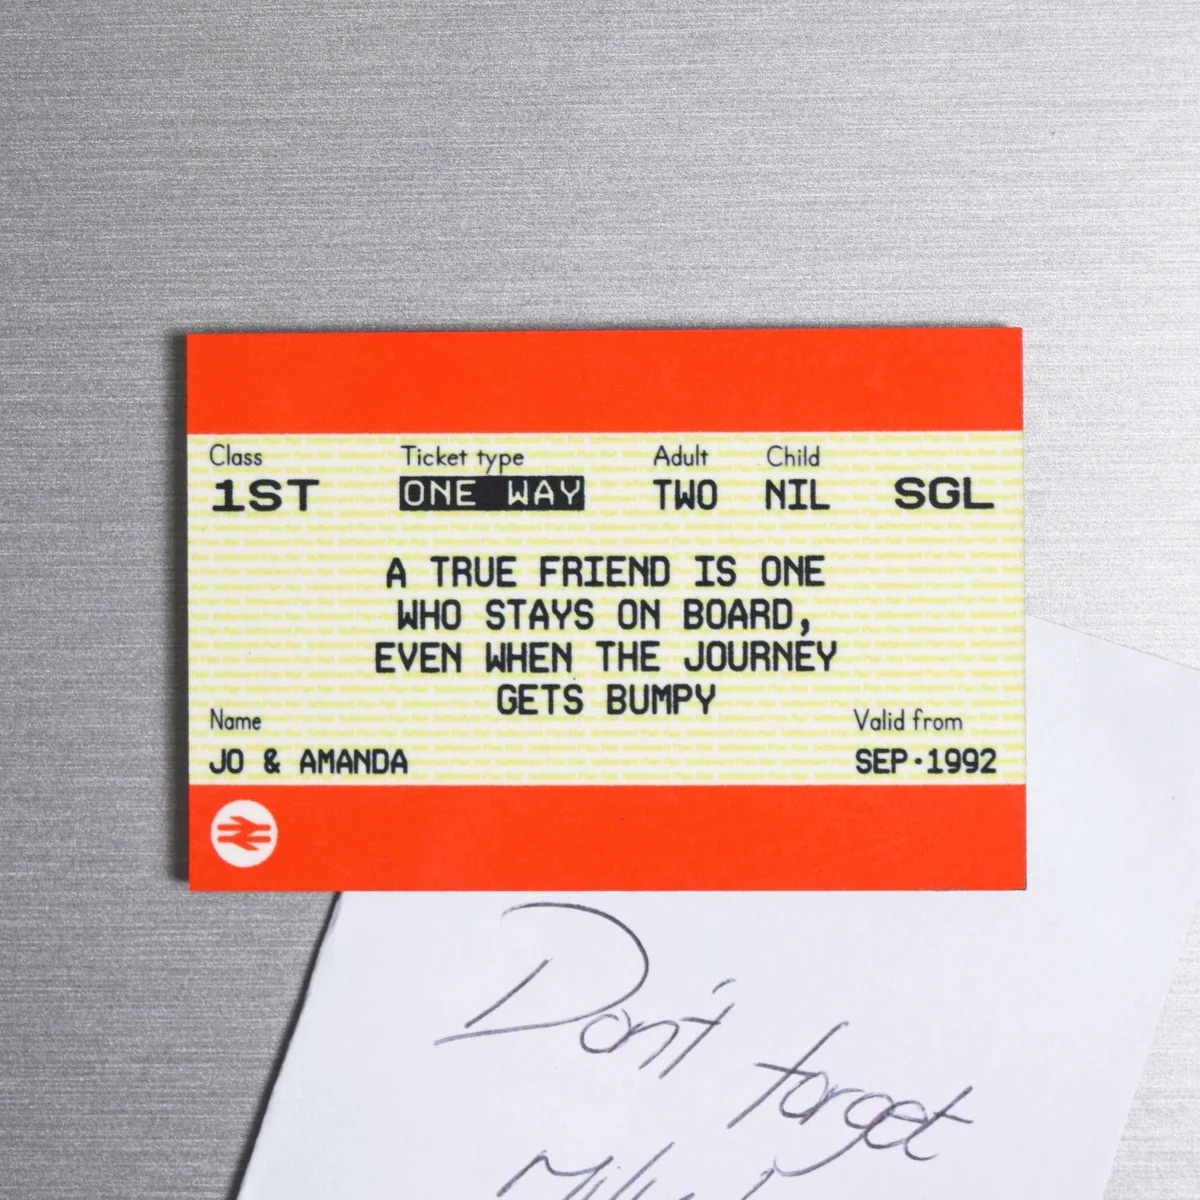 Class Ticket type Adult Child
1ST ONE WAY TWO NIL SGL
A TRUE FRIEND IS ONE
WHO STAYS ON BOARD,
EVEN WHEN THE JOURNEY
GETS BUMPY
Name Valid from
JO & AMANDA SEP·1992
Don't forget